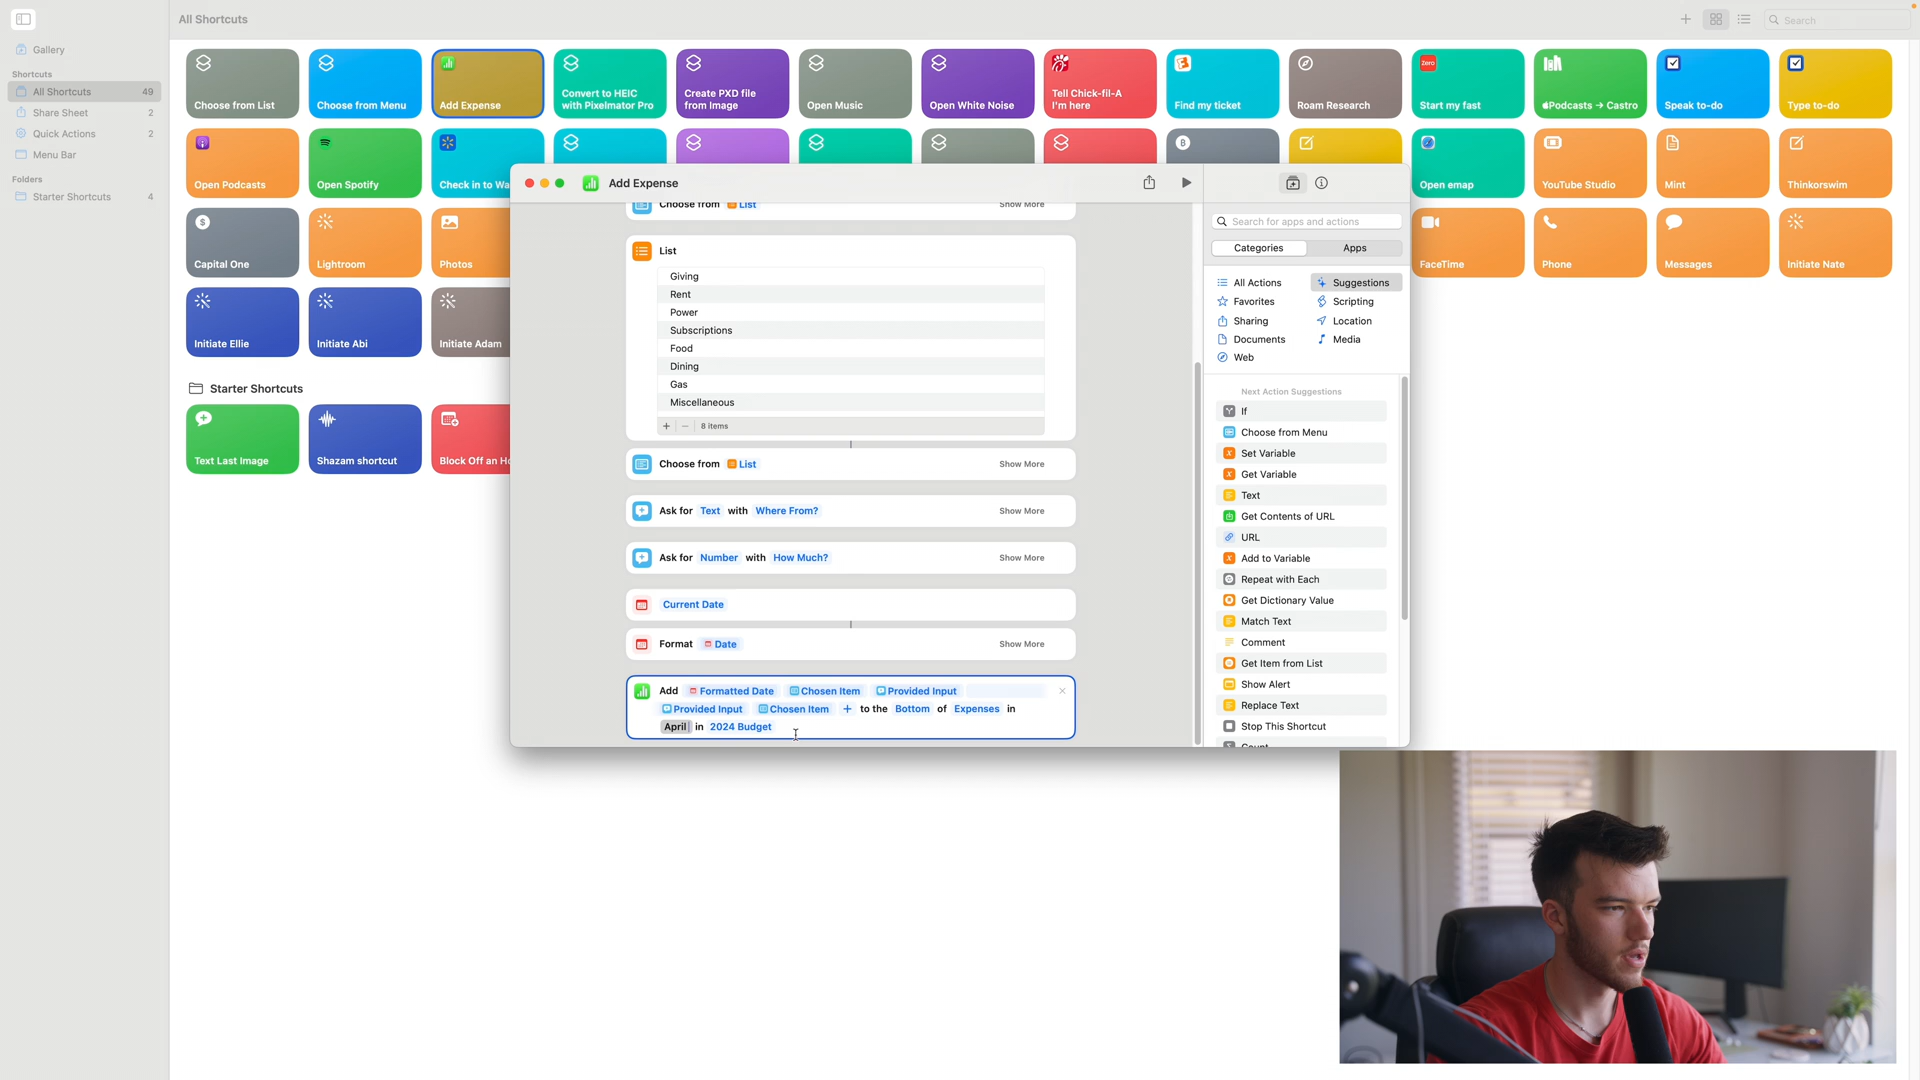 All Shortcuts
Search
Gallery
Shortcuts
All Shortcuts 49
Share Sheet 2
Quick Actions 2
Menu Bar
Folders
Starter Shortcuts 4
Choose from List
Choose from Menu
Add Expense
Convert to HEIC
with Pixelmator Pro
Create PXD file
from Image
Open Music
Open White Noise
Tell Chick-fil-A
I'm here
Find my ticket
Roam Research
Zero
Start my fast
Podcasts → Castro
Speak to-do
Type to-do
Open Podcasts
Open Spotify
Check in to Wa
Open emap
YouTube Studio
Mint
Thinkorswim
Capital One
Lightroom
Photos
FaceTime
Phone
Messages
Initiate Nate
Initiate Ellie
Initiate Abi
Initiate Adam
Starter Shortcuts
Text Last Image
Shazam shortcut
Block Off an Ho
Add Expense
Choose from List Show More
List
Giving
Rent
Power
Subscriptions
Food
Dining
Gas
Miscellaneous
+ − 8 items
Choose from List Show More
Ask for Text with Where From? Show More
Ask for Number with How Much? Show More
Current Date
Format Date Show More
Add Formatted Date Chosen Item Provided Input
Provided Input Chosen Item + to the Bottom of Expenses in
April in 2024 Budget
Search for apps and actions
Categories Apps
All Actions Suggestions
Favorites Scripting
Sharing Location
Documents Media
Web
Next Action Suggestions
If
Choose from Menu
Set Variable
Get Variable
Text
Get Contents of URL
URL
Add to Variable
Repeat with Each
Get Dictionary Value
Match Text
Comment
Get Item from List
Show Alert
Replace Text
Stop This Shortcut
Count